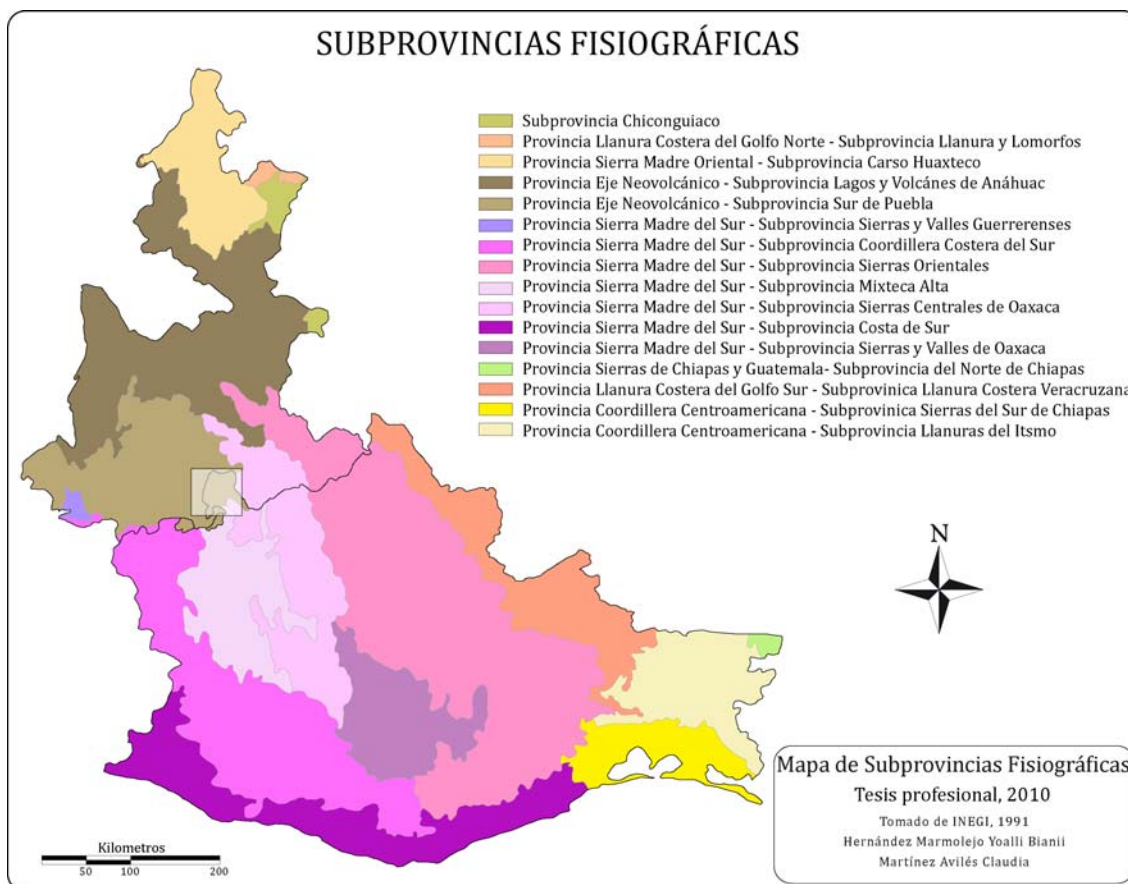 SUBPROVINCIAS FISIOGRÁFICAS
Subprovincia Chiconguiaco
Provincia Llanura Costera del Golfo Norte - Subprovincia Llanura y Lomorfos
Provincia Sierra Madre Oriental - Subprovincia Carso Huaxteco
Provincia Eje Neovolcánico - Subprovincia Lagos y Volcánes de Anáhuac
Provincia Eje Neovolcánico - Subprovincia Sur de Puebla
Provincia Sierra Madre del Sur - Subprovincia Sierras y Valles Guerrerenses
Provincia Sierra Madre del Sur - Subprovincia Coordillera Costera del Sur
Provincia Sierra Madre del Sur - Subprovincia Sierras Orientales
Provincia Sierra Madre del Sur - Subprovincia Mixteca Alta
Provincia Sierra Madre del Sur - Subprovincia Sierras Centrales de Oaxaca
Provincia Sierra Madre del Sur - Subprovincia Costa de Sur
Provincia Sierra Madre del Sur - Subprovincia Sierras y Valles de Oaxaca
Provincia Sierras de Chiapas y Guatemala- Subprovincia del Norte de Chiapas
Provincia Llanura Costera del Golfo Sur - Subprovinica Llanura Costera Veracruzana
Provincia Coordillera Centroamericana - Subprovinica Sierras del Sur de Chiapas
Provincia Coordillera Centroamericana - Subprovincia Llanuras del Itsmo
N
Mapa de Subprovincias Fisiográficas
Tesis profesional, 2010
Tomado de INEGI, 1991
Hernández Marmolejo Yoalli Bianii
Martínez Avilés Claudia
Kilometros
50 100 200